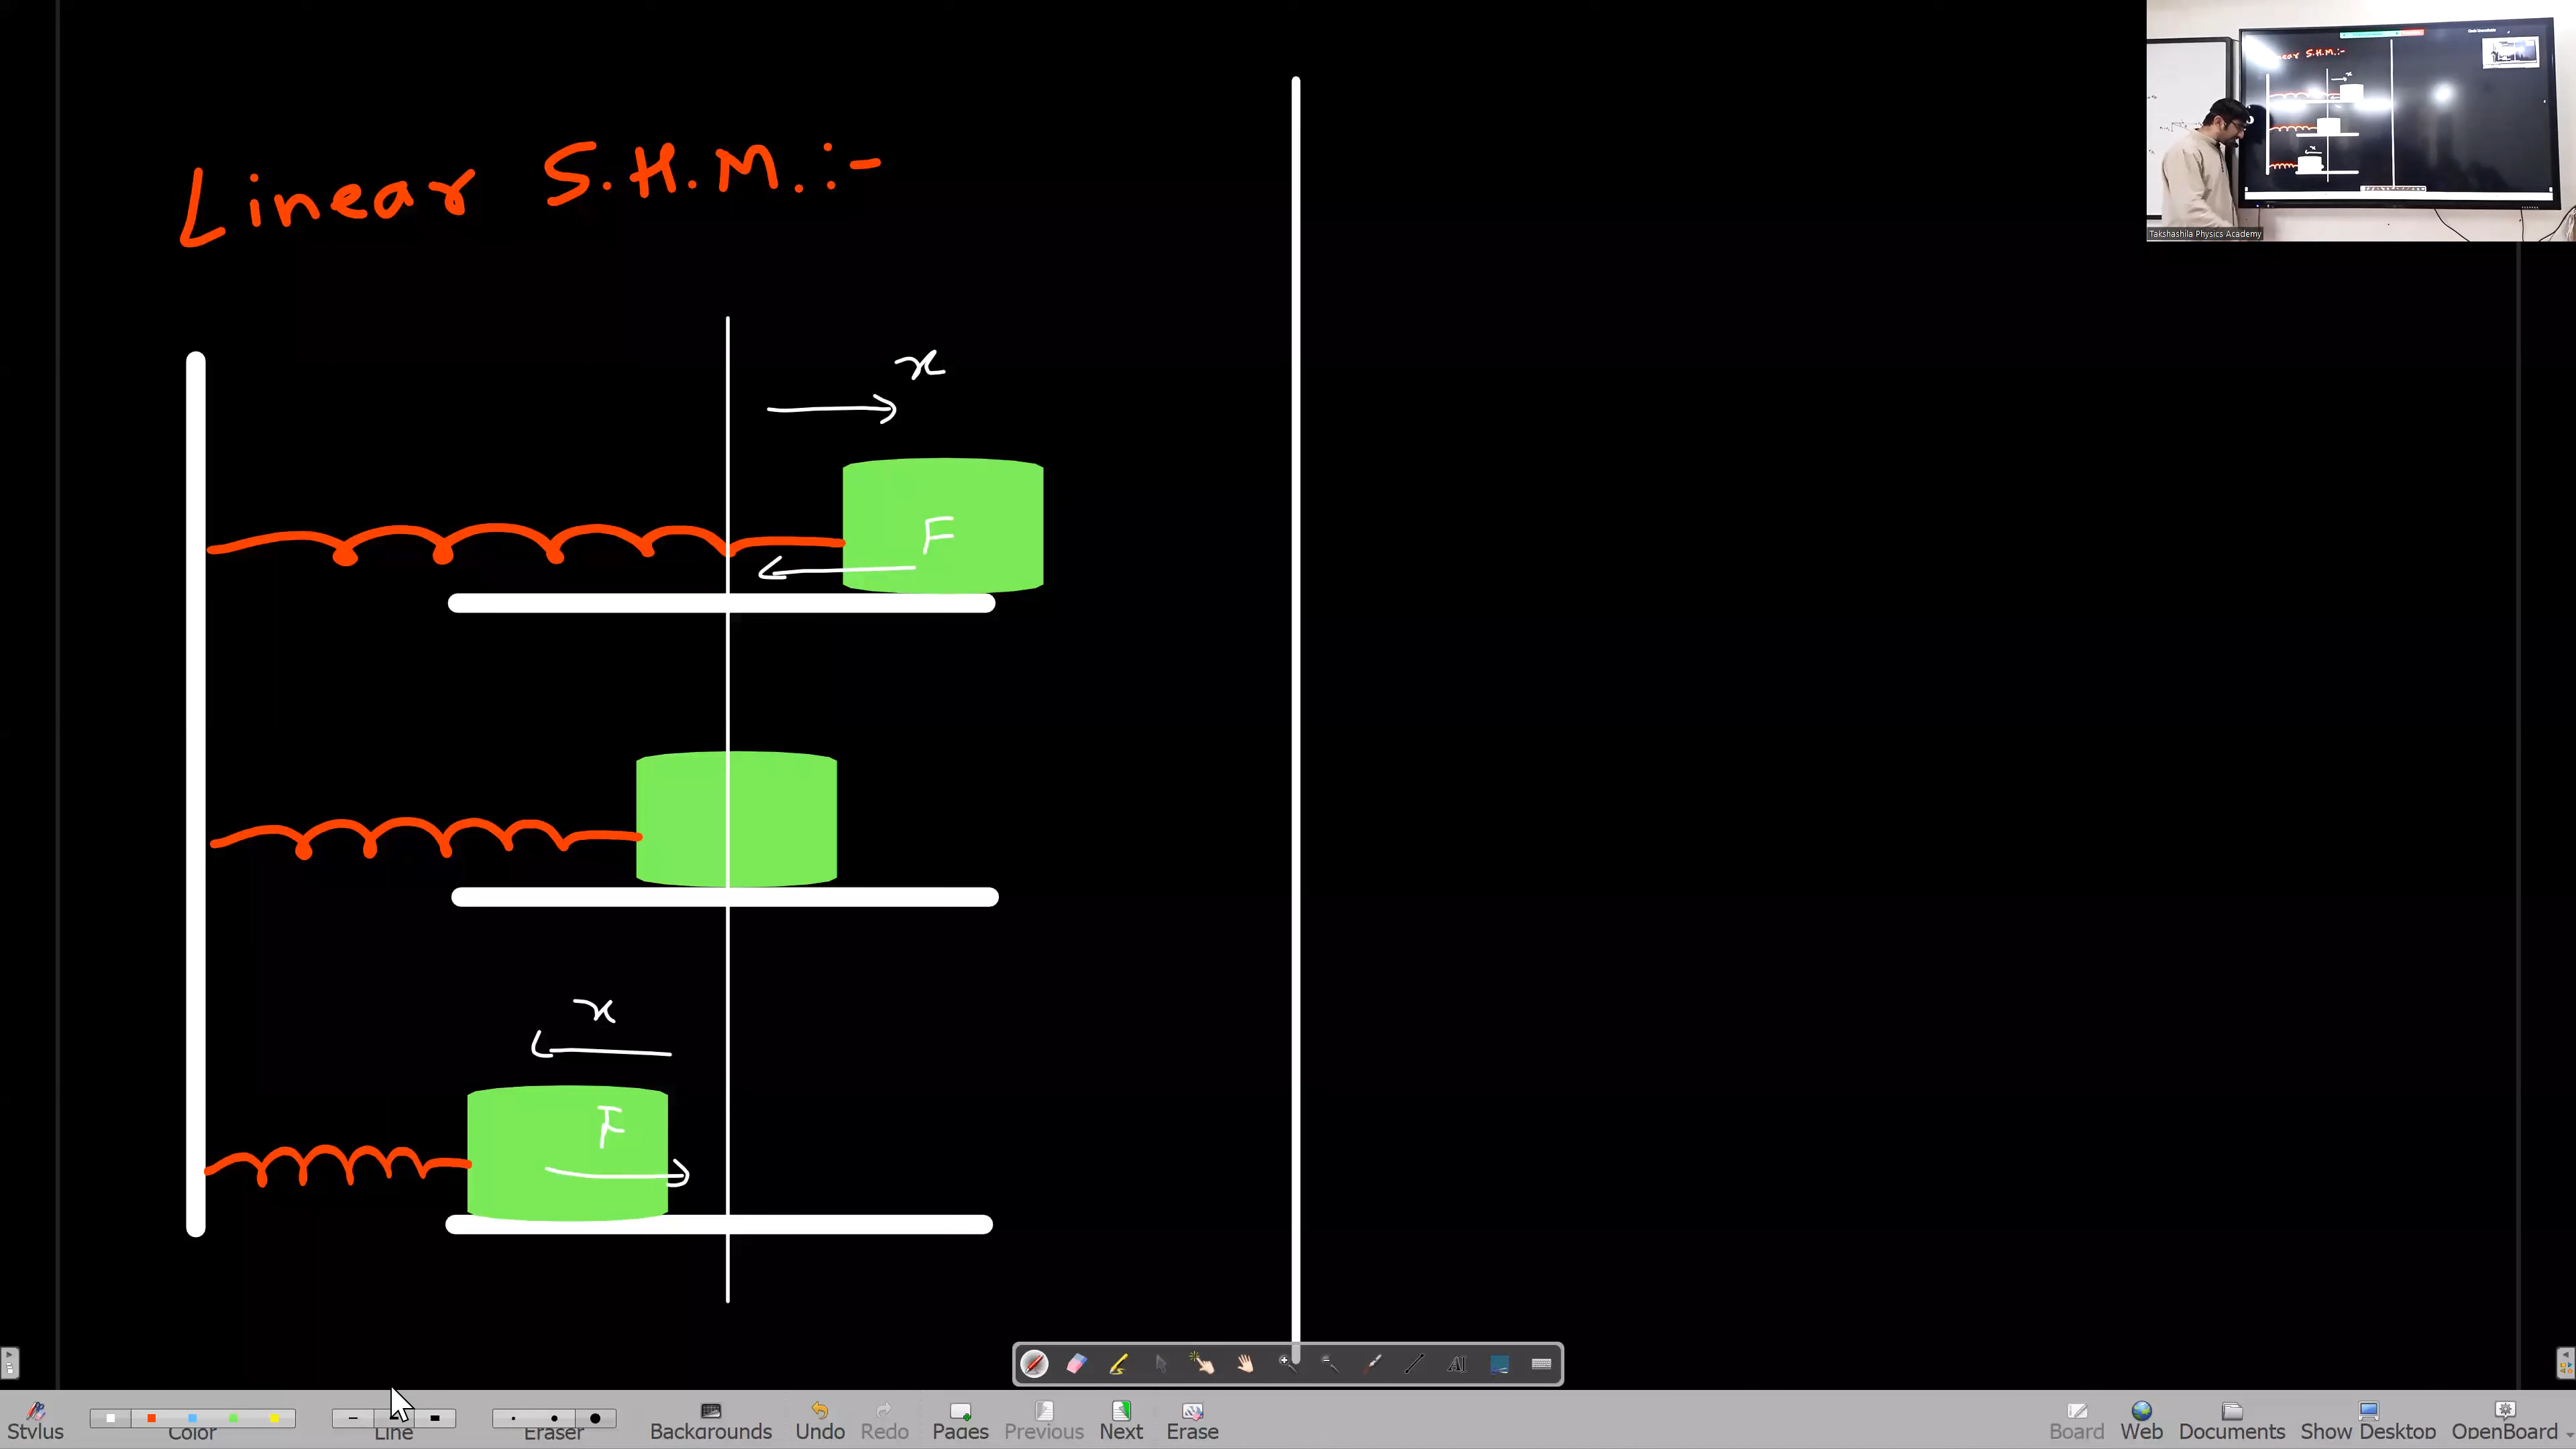 Linear S.H.M. :-
x
F
x
F
Takshashila Physics Academy
Stylus
Color
Line
Eraser
Backgrounds
Undo
Redo
Pages
Previous
Next
Erase
Board
Web
Documents
Show Desktop
OpenBoard